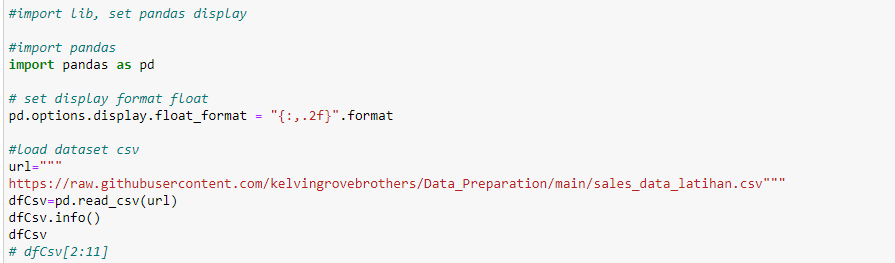 #import lib, set pandas display
#import pandas
import pandas as pd
# set display format float
pd.options.display.float_format = "{:,.2f}".format
#load dataset csv
url="""
https://raw.githubusercontent.com/kelvingrovebrothers/Data_Preparation/main/sales_data_latihan.csv"""
dfCsv=pd.read_csv(url)
dfCsv.info()
dfCsv
# dfCsv[2:11]